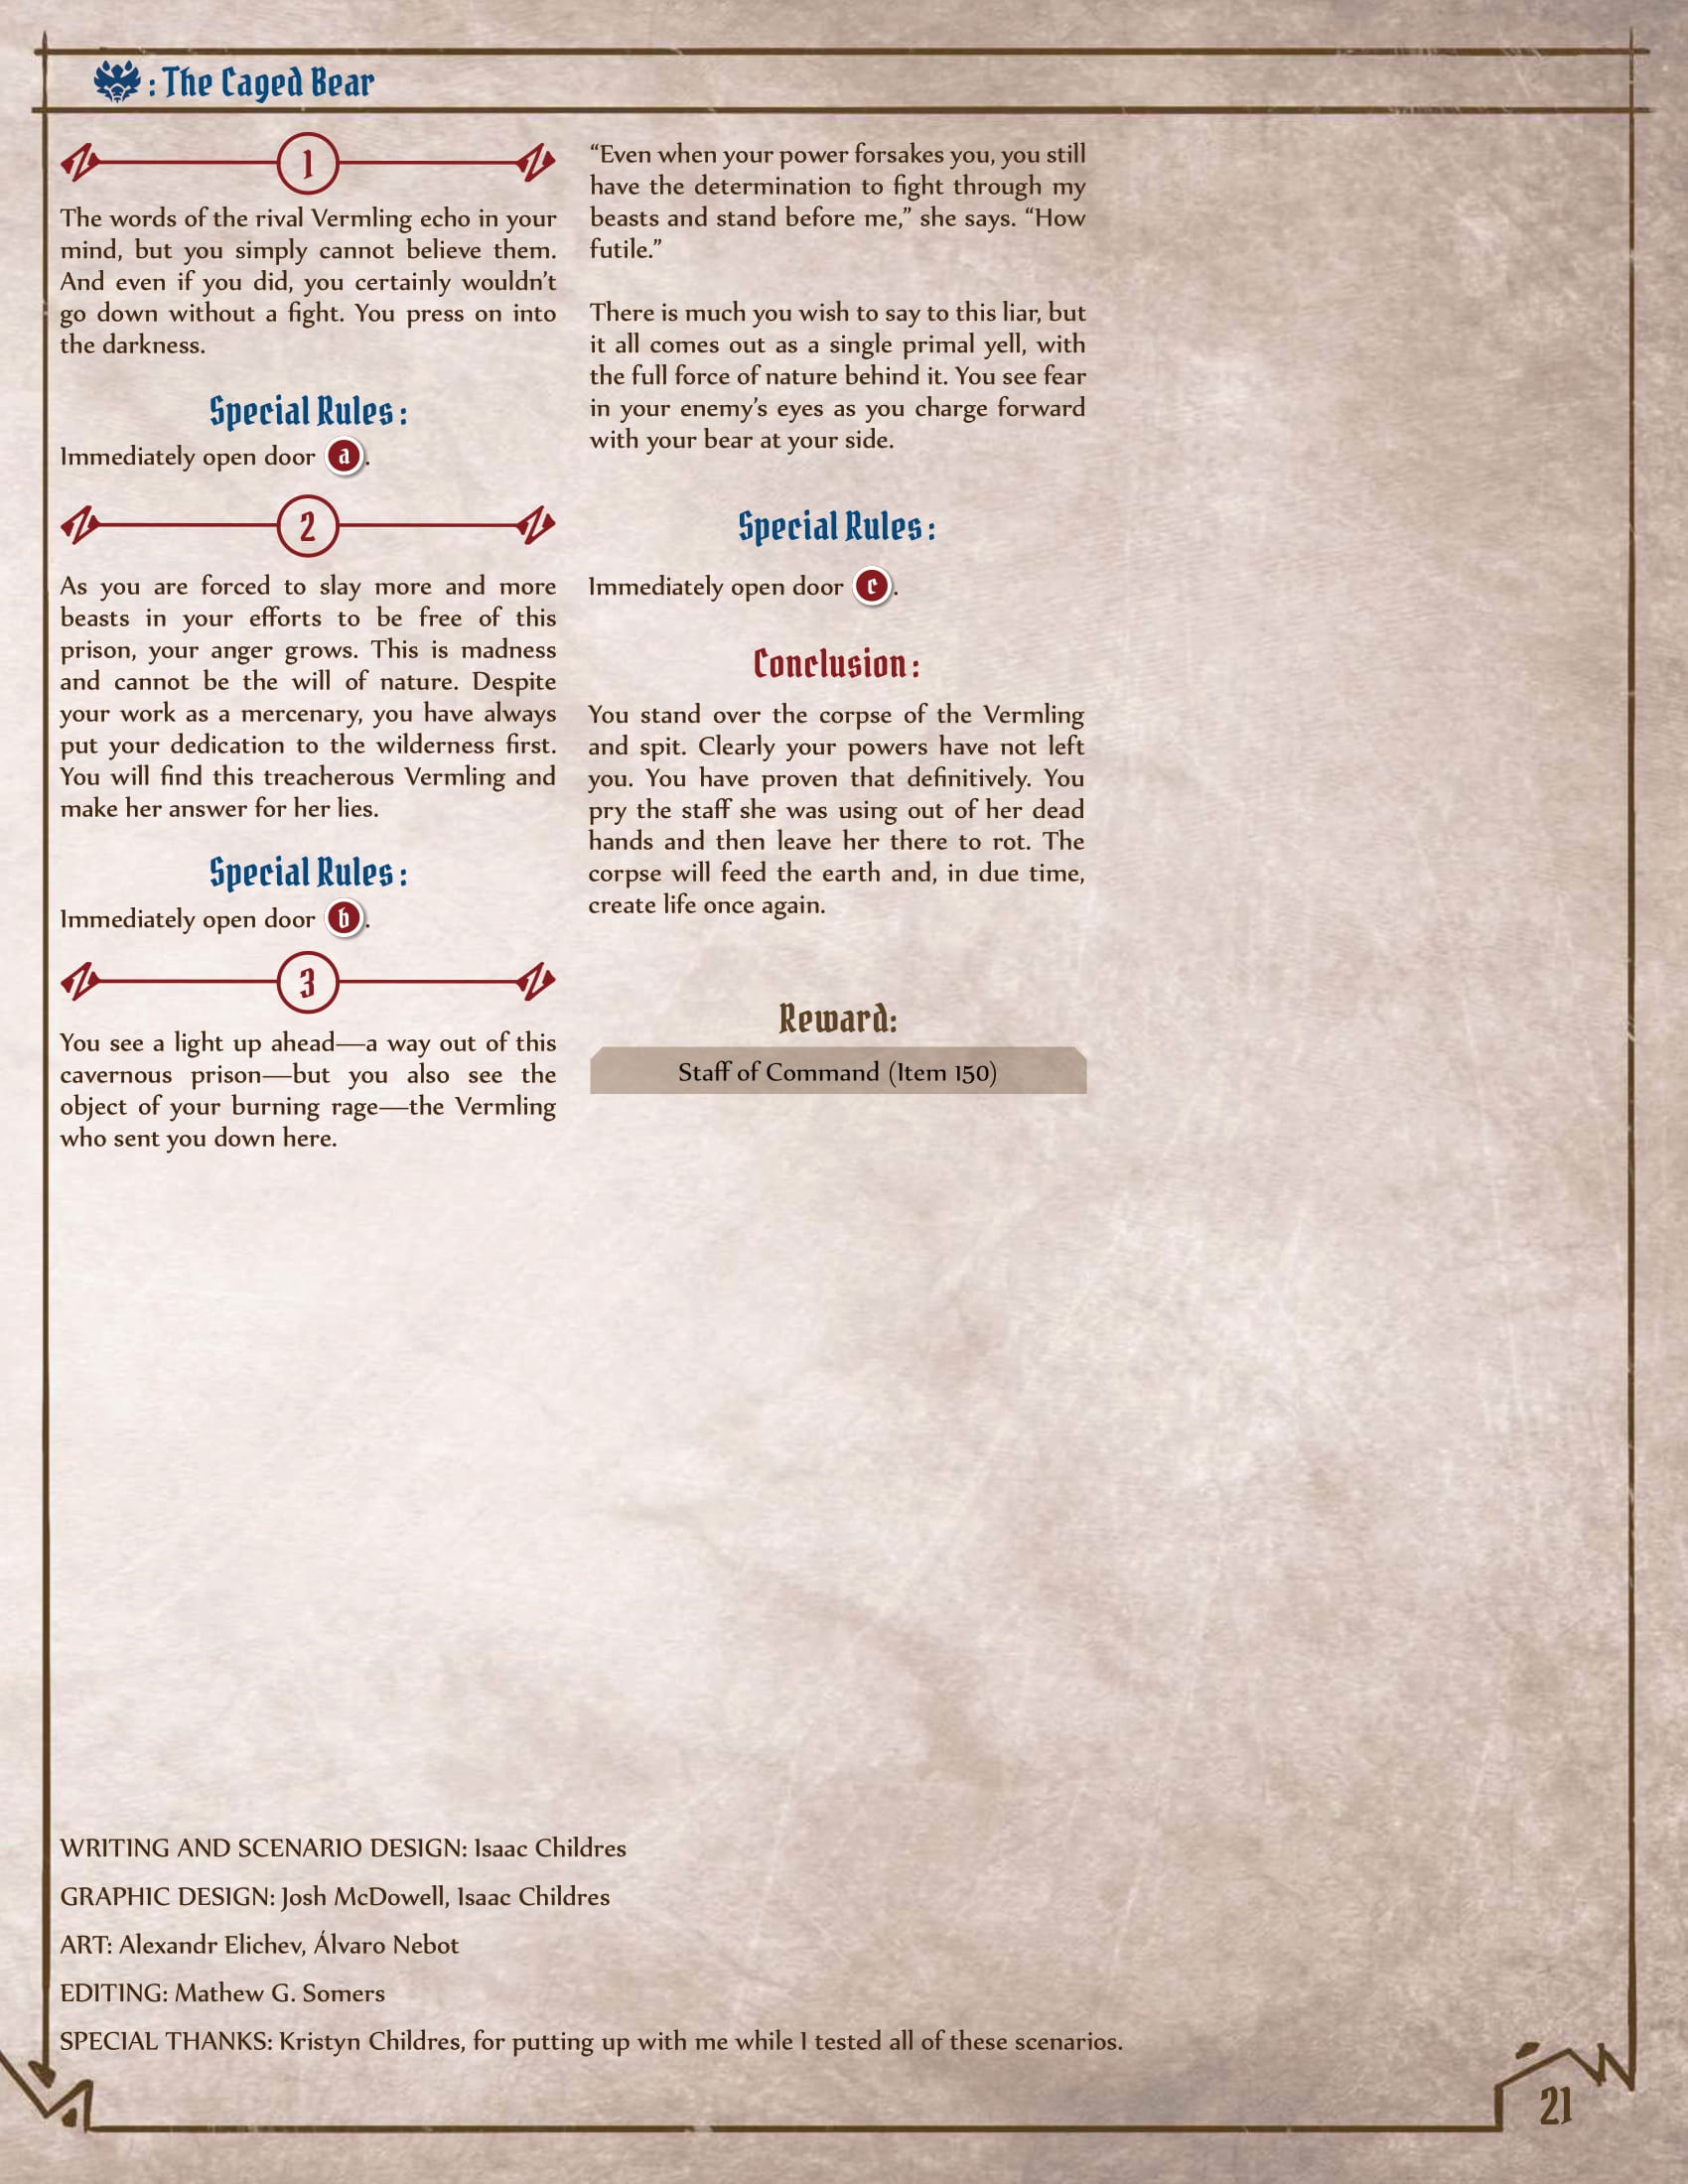 : The Caged Bear
1
The words of the rival Vermling echo in your
mind, but you simply cannot believe them.
And even if you did, you certainly wouldn’t
go down without a fight. You press on into
the darkness.
Special Rules:
Immediately open door a.
2
As you are forced to slay more and more
beasts in your efforts to be free of this
prison, your anger grows. This is madness
and cannot be the will of nature. Despite
your work as a mercenary, you have always
put your dedication to the wilderness first.
You will find this treacherous Vermling and
make her answer for her lies.
Special Rules:
Immediately open door b.
3
You see a light up ahead—a way out of this
cavernous prison—but you also see the
object of your burning rage—the Vermling
who sent you down here.
“Even when your power forsakes you, you still
have the determination to fight through my
beasts and stand before me,” she says. “How
futile.”
There is much you wish to say to this liar, but
it all comes out as a single primal yell, with
the full force of nature behind it. You see fear
in your enemy’s eyes as you charge forward
with your bear at your side.
Special Rules:
Immediately open door c.
Conclusion:
You stand over the corpse of the Vermling
and spit. Clearly your powers have not left
you. You have proven that definitively. You
pry the staff she was using out of her dead
hands and then leave her there to rot. The
corpse will feed the earth and, in due time,
create life once again.
Reward:
Staff of Command (Item 150)
WRITING AND SCENARIO DESIGN: Isaac Childres
GRAPHIC DESIGN: Josh McDowell, Isaac Childres
ART: Alexandr Elichev, Álvaro Nebot
EDITING: Mathew G. Somers
SPECIAL THANKS: Kristyn Childres, for putting up with me while I tested all of these scenarios.
21